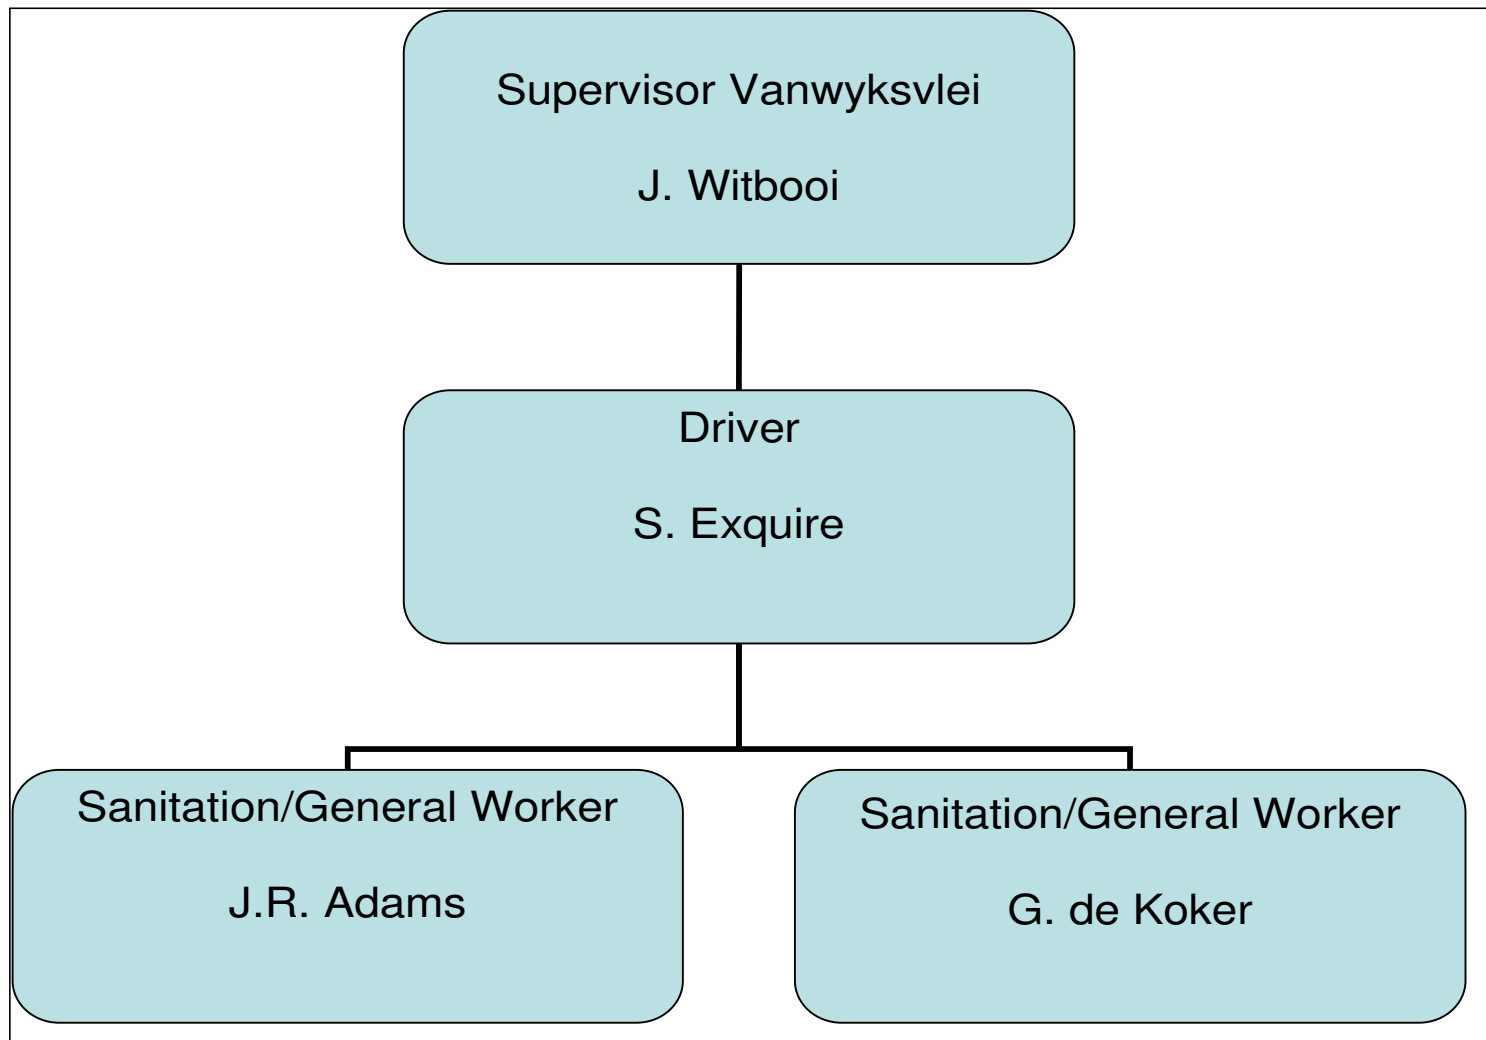 Supervisor Vanwyksvlei
J. Witbooi
Driver
S. Exquire
Sanitation/General Worker
J.R. Adams
Sanitation/General Worker
G. de Koker